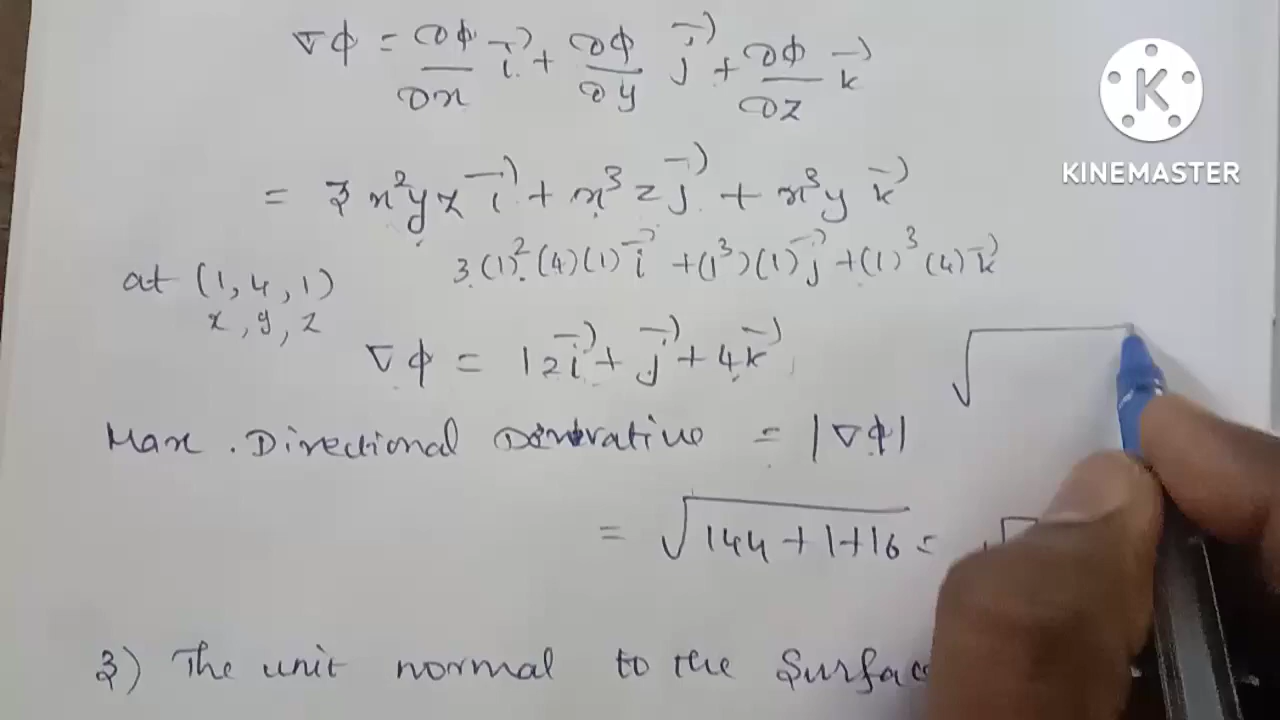 ∇φ = ∂φ/∂x i⃗ + ∂φ/∂y j⃗ + ∂φ/∂z k⃗
K
KINEMASTER
= 3x²yz i⃗ + x³z j⃗ + x³y k⃗
at (1, 4, 1) 3.(1)².(4)(1) i⃗ + (1³)(1) j⃗ + (1)³(4) k⃗
x, y, z
∇φ = 12i⃗ + j⃗ + 4k⃗
Max. Directional Derivative = |∇φ|
= √144+1+16 = √
3) The unit normal to the Surface